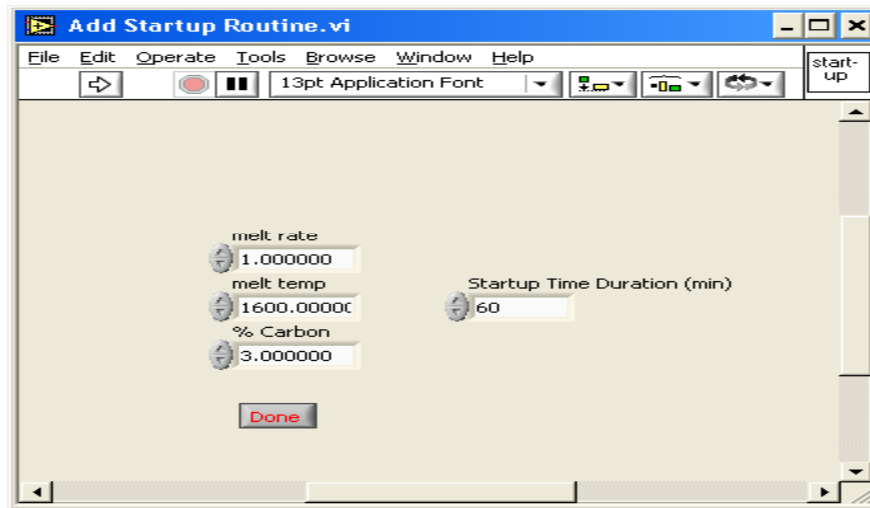 Add Startup Routine.vi
File Edit Operate Tools Browse Window Help
start-
up
13pt Application Font
melt rate
1.000000
melt temp
Startup Time Duration (min)
1600.00000
60
% Carbon
3.000000
Done